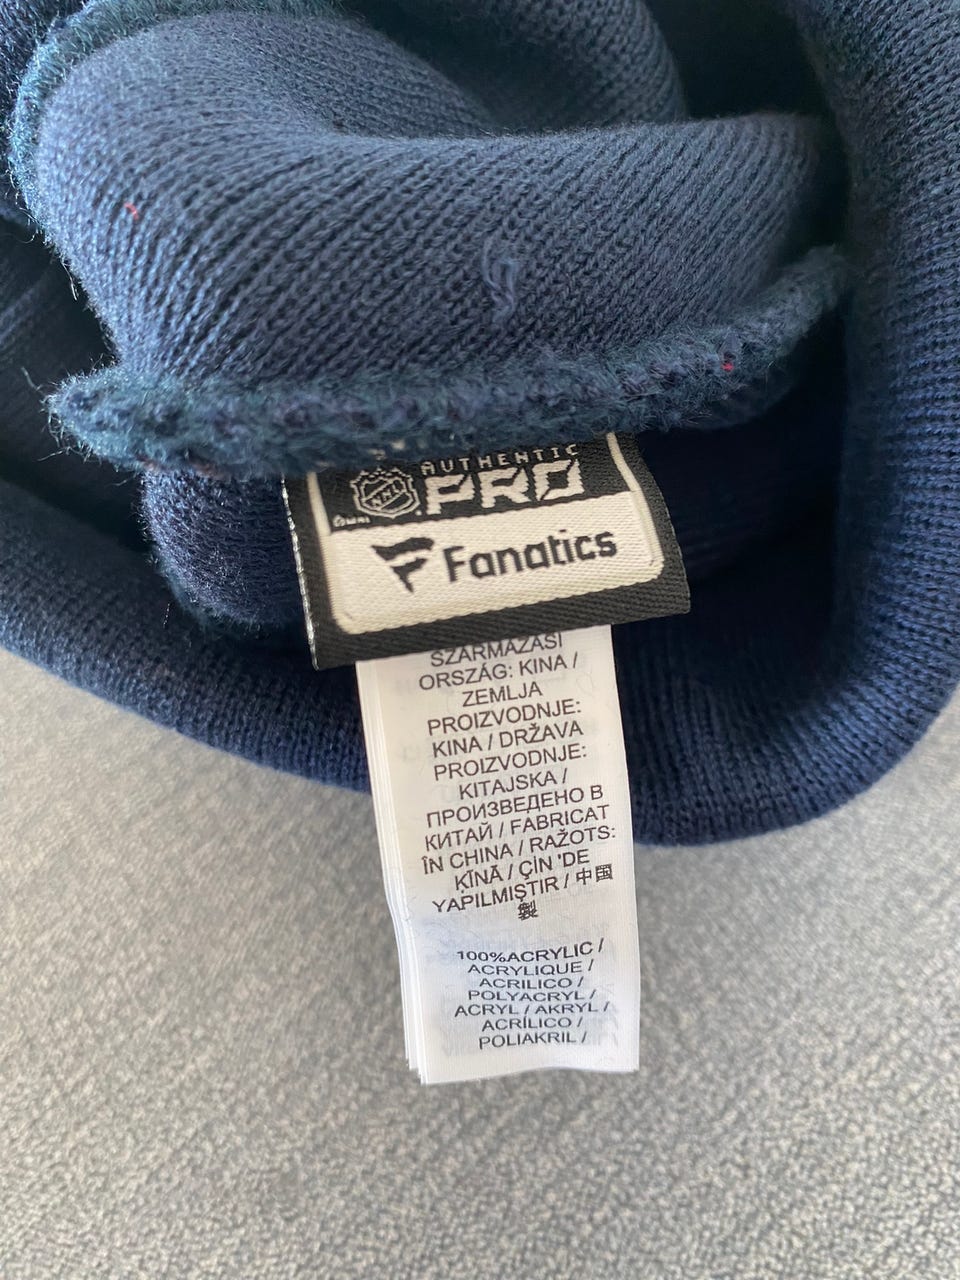 AUTHENTIC
NHL PRO
Fanatics
SZÁRMAZÁSI
ORSZÁG: KINA /
ZEMLJA
PROIZVODNJE:
KINA / DRŽAVA
PROIZVODNJE:
KITAJSKA /
ПРОИЗВЕДЕНО В
КИТАЙ / FABRICAT
ÎN CHINA / RAŽOTS:
ĶĪNĀ / ÇİN 'DE
YAPILMIŞTIR / 中国
製
100%ACRYLIC /
ACRYLIQUE /
ACRILICO /
POLYACRYL /
ACRYL / AKRYL /
ACRÍLICO /
POLIAKRIL /